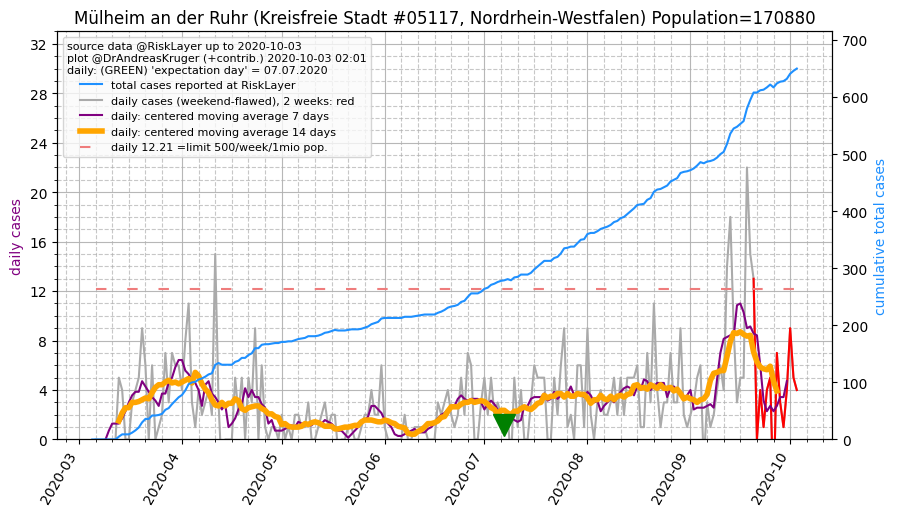 Mülheim an der Ruhr (Kreisfreie Stadt #05117, Nordrhein-Westfalen) Population=170880
source data @RiskLayer up to 2020-10-03
plot @DrAndreasKruger (+contrib.) 2020-10-03 02:01
daily: (GREEN) 'expectation day' = 07.07.2020
total cases reported at RiskLayer
daily cases (weekend-flawed), 2 weeks: red
daily: centered moving average 7 days
daily: centered moving average 14 days
daily 12.21 =limit 500/week/1mio pop.
daily cases
32
28
24
20
16
12
8
4
0
cumulative total cases
700
600
500
400
300
200
100
0
2020-03
2020-04
2020-05
2020-06
2020-07
2020-08
2020-09
2020-10